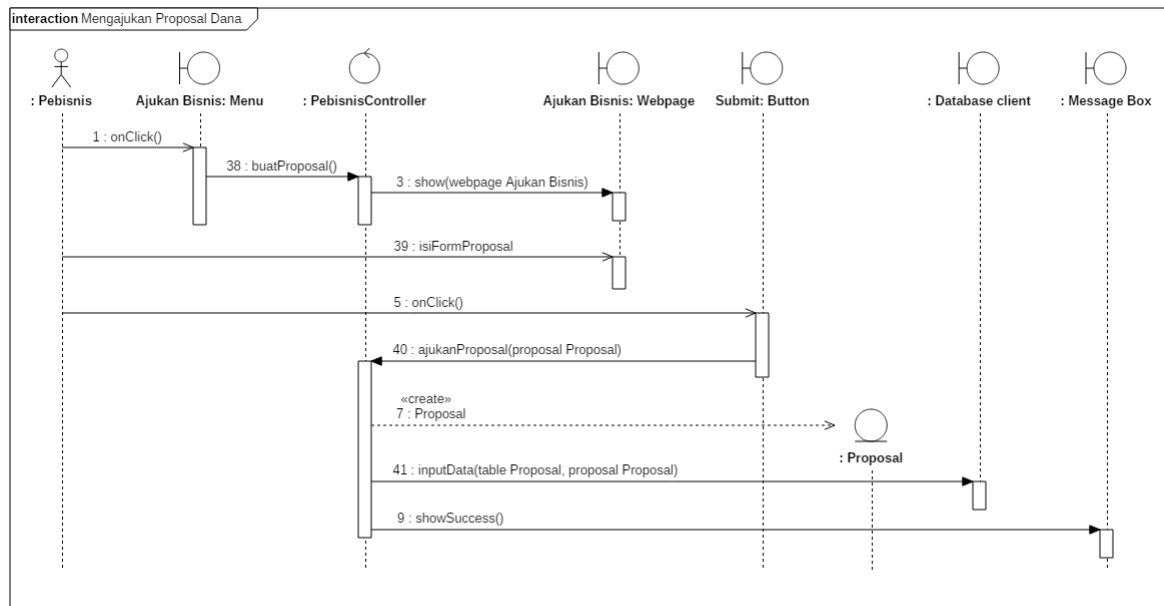 interaction Mengajukan Proposal Dana
: Pebisnis
Ajukan Bisnis: Menu
: PebisnisController
Ajukan Bisnis: Webpage
Submit: Button
: Database client
: Message Box
1 : onClick()
38 : buatProposal()
3 : show(webpage Ajukan Bisnis)
39 : isiFormProposal
5 : onClick()
40 : ajukanProposal(proposal Proposal)
«create»
7 : Proposal
: Proposal
41 : inputData(table Proposal, proposal Proposal)
9 : showSuccess()